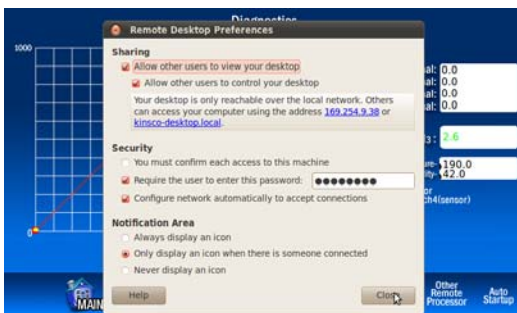 Diagnostics
Remote Desktop Preferences
1000
Sharing
Allow other users to view your desktop
Allow other users to control your desktop
Your desktop is only reachable over the local network. Others
can access your computer using the address 169.254.9.38 or
kinsco-desktop.local.
Security
You must confirm each access to this machine
Require the user to enter this password: ●●●●●●●●
Configure network automatically to accept connections
Notification Area
Always display an icon
Only display an icon when there is someone connected
Never display an icon
Help
Close
0.0
0.0
0.0
0.0
2.6
190.0
42.0
ch4(sensor)
0
MAIN
Other
Remote
Processor
Auto
Startup